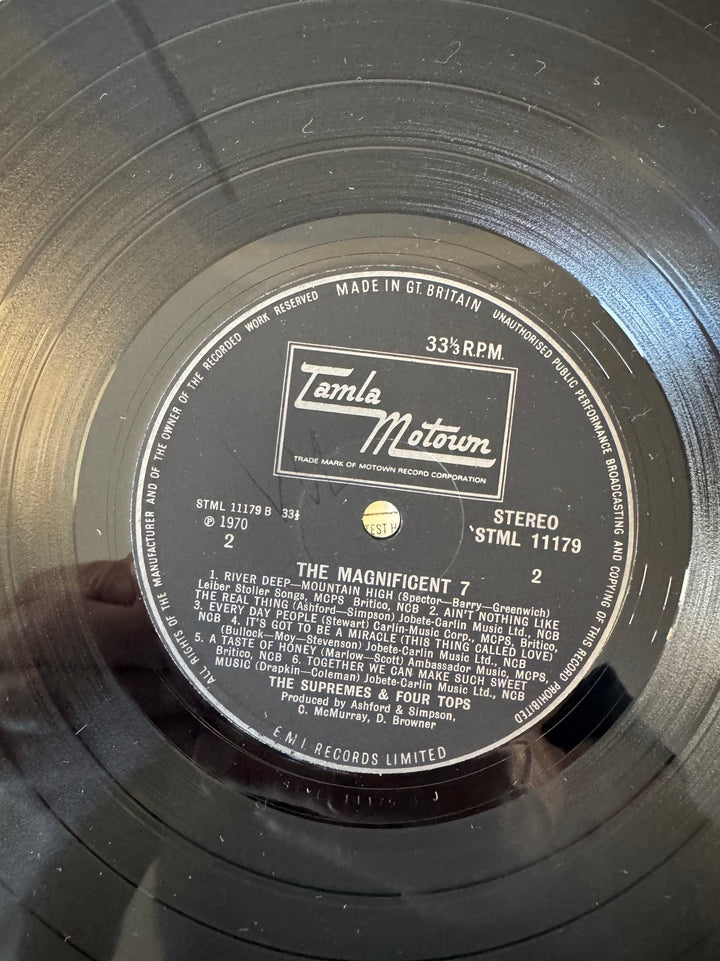 MADE IN GT. BRITAIN
UNAUTHORISED PUBLIC PERFORMANCE BROADCASTING AND COPYING OF THIS RECORD PROHIBITED
ALL RIGHTS OF THE MANUFACTURER AND OF THE OWNER OF THE RECORDED WORK RESERVED
33⅓ R.P.M.
Tamla
Motown
TRADE MARK OF MOTOWN RECORD CORPORATION
STML 11179 B 33⅓
℗ 1970
2
TEST
STEREO
STML 11179
2
THE MAGNIFICENT 7
1. RIVER DEEP—MOUNTAIN HIGH (Spector—Barry—Greenwich)
Leiber Stoller Songs, MCPS Britico, NCB 2. AIN'T NOTHING LIKE
THE REAL THING (Ashford—Simpson) Jobete-Carlin Music Ltd., NCB
3. EVERY DAY PEOPLE (Stewart) Carlin-Music Corp., MCPS, Britico,
NCB 4. IT'S GOT TO BE A MIRACLE (THIS THING CALLED LOVE)
(Bullock—Moy—Stevenson) Jobete-Carlin Music Ltd., NCB
5. A TASTE OF HONEY (Marlow—Scott) Ambassador Music, MCPS,
Britico, NCB 6. TOGETHER WE CAN MAKE SUCH SWEET
MUSIC (Drapkin—Coleman) Jobete-Carlin Music Ltd., NCB
THE SUPREMES & FOUR TOPS
Produced by Ashford & Simpson,
C. McMurray, D. Browner
E.M.I. RECORDS LIMITED